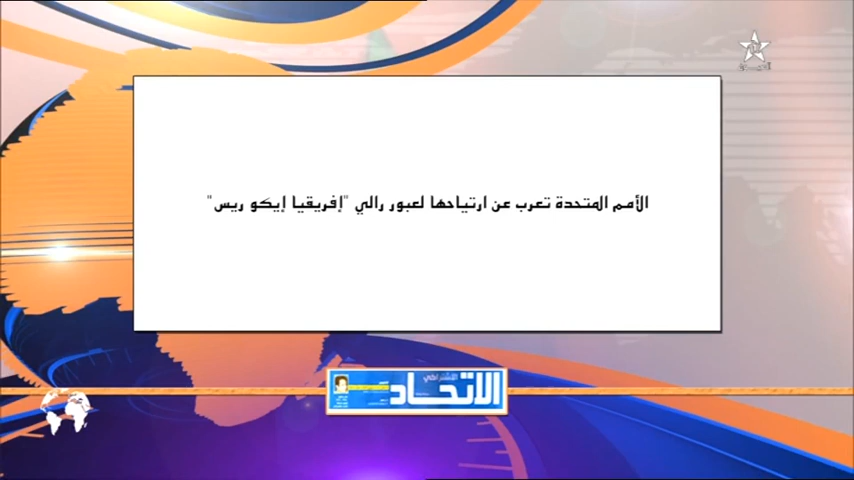 الأمم المتحدة تعرب عن ارتياحها لعبور رالي "إفريقيا إيكو ريس"
الاتحاد الاشتراكي